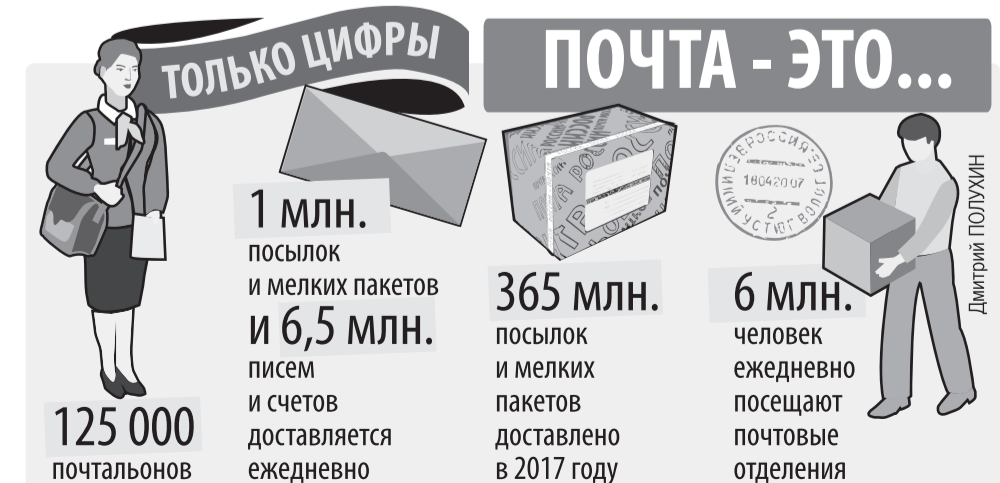 ТОЛЬКО ЦИФРЫ
ПОЧТА - ЭТО...
125 000
почтальонов
1 млн.
посылок
и мелких пакетов
и 6,5 млн.
писем
и счетов
доставляется
ежедневно
365 млн.
посылок
и мелких
пакетов
доставлено
в 2017 году
18042007
2
6 млн.
человек
ежедневно
посещают
почтовые
отделения
Дмитрий ПОЛУХИН